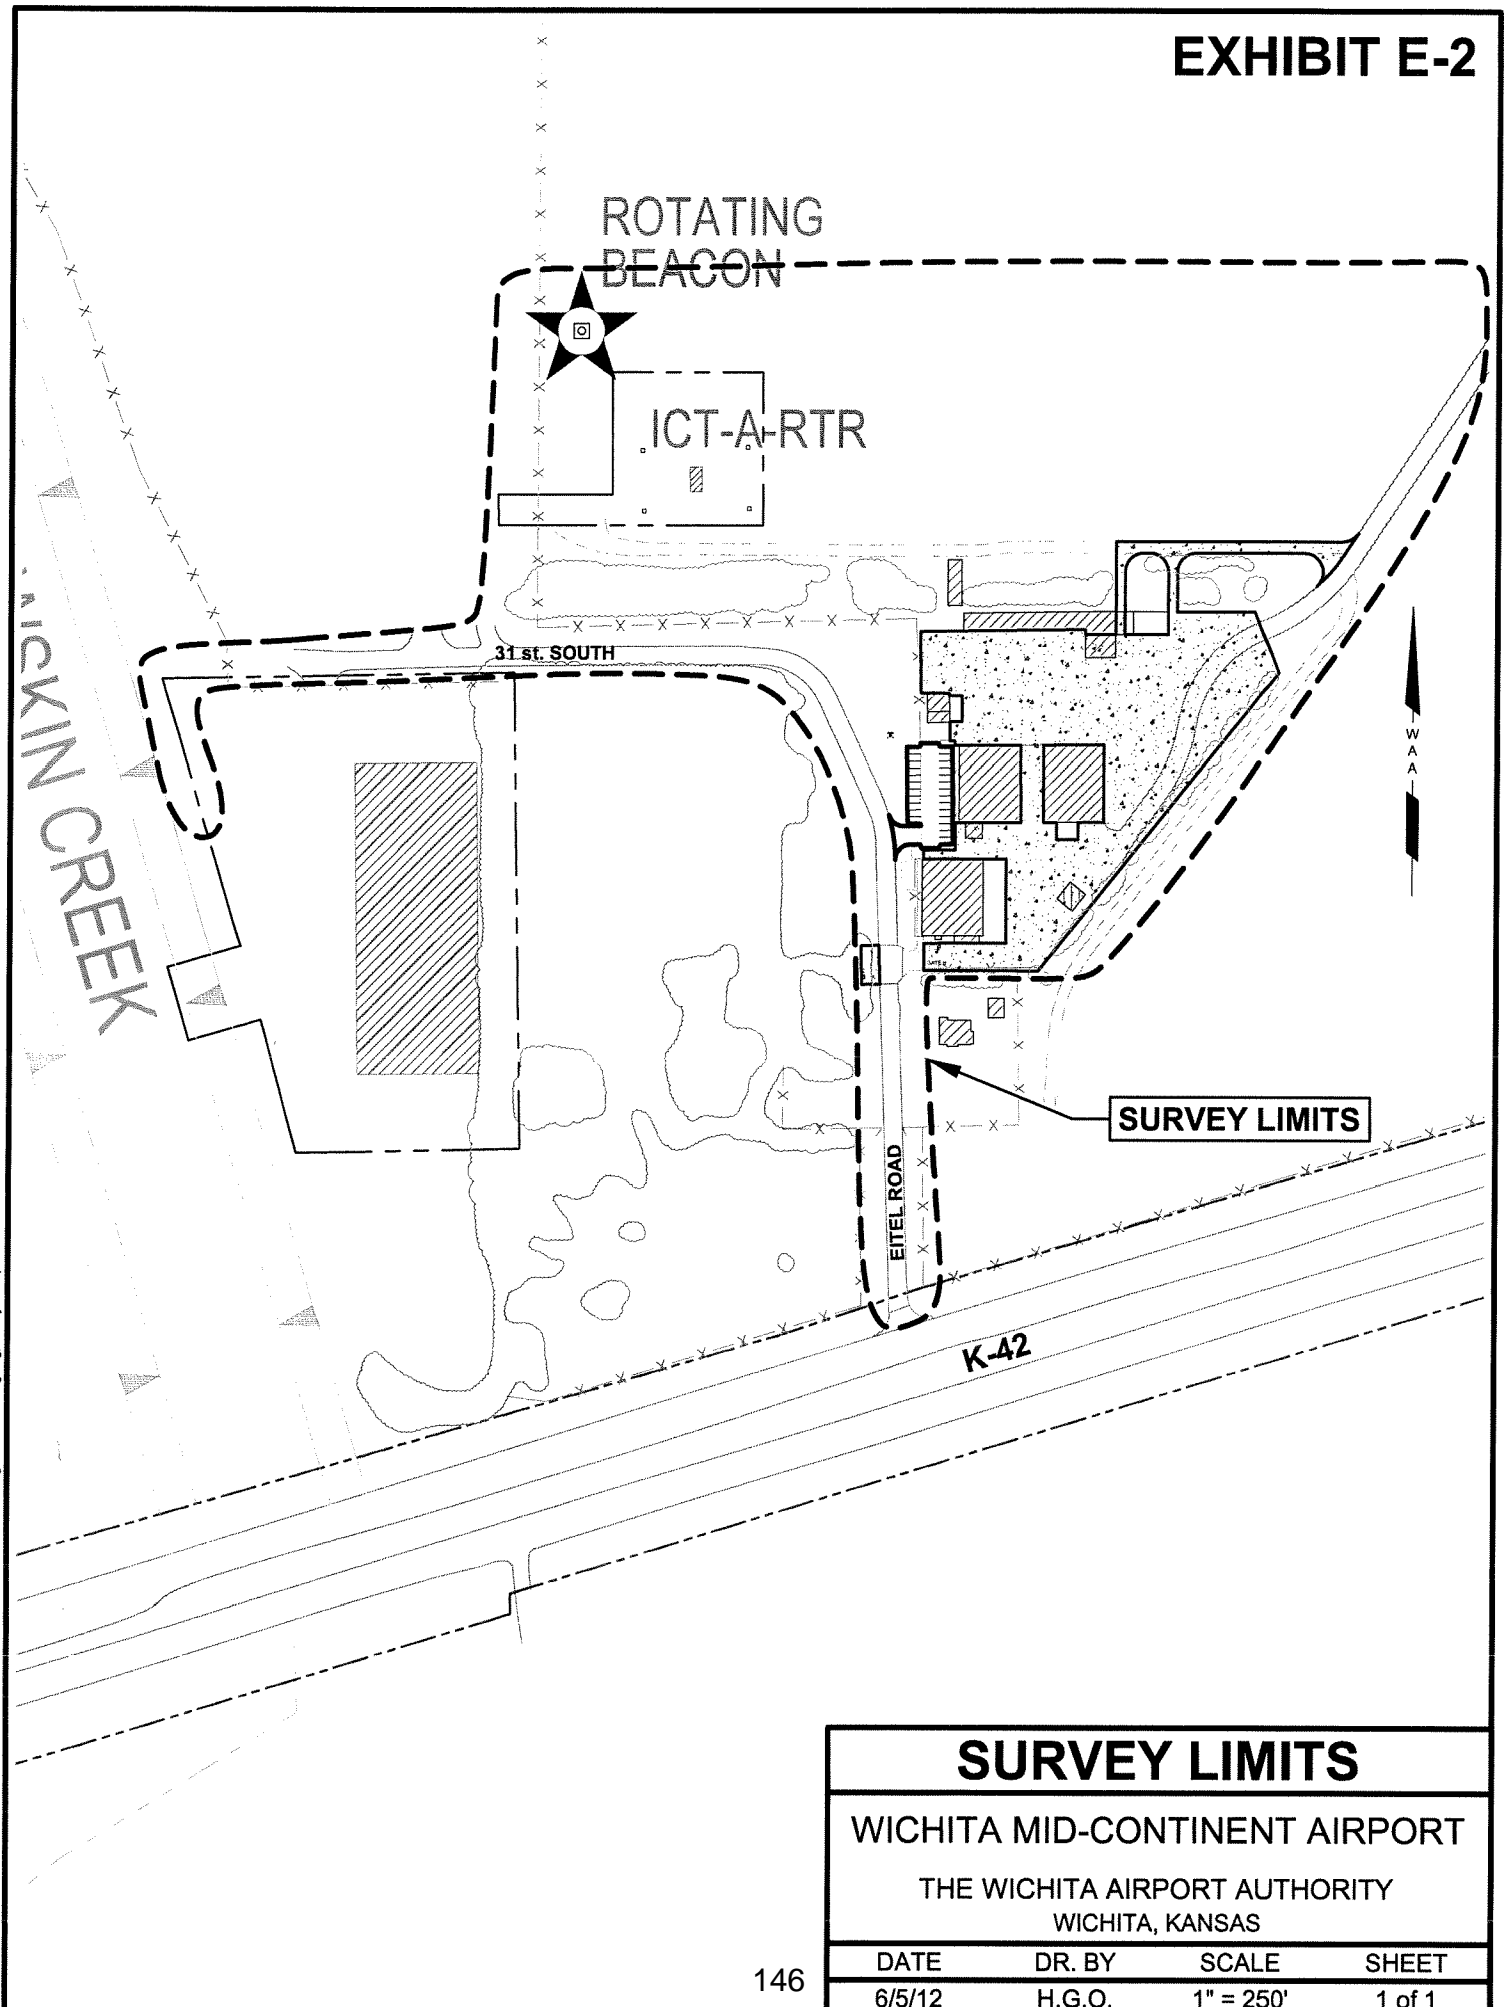 EXHIBIT E-2
ROTATING
BEACON
ICT-A-RTR
31 st. SOUTH
WAA
CREEK
SURVEY LIMITS
EITEL ROAD
K-42
SURVEY LIMITS
WICHITA MID-CONTINENT AIRPORT
THE WICHITA AIRPORT AUTHORITY
WICHITA, KANSAS
DATE DR. BY SCALE SHEET
6/5/12 H.G.O. 1" = 250' 1 of 1
146